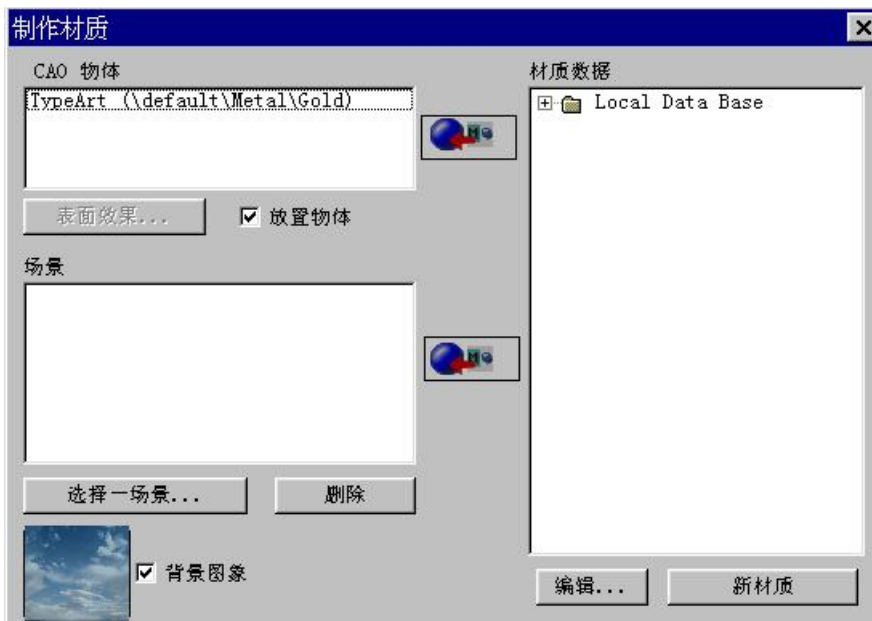 制作材质
CAO 物体
TypeArt (\default\Metal\Gold)
表面效果...
放置物体
场景
选择一场景...
删除
背景图象
材质数据
Local Data Base
编辑...
新材质